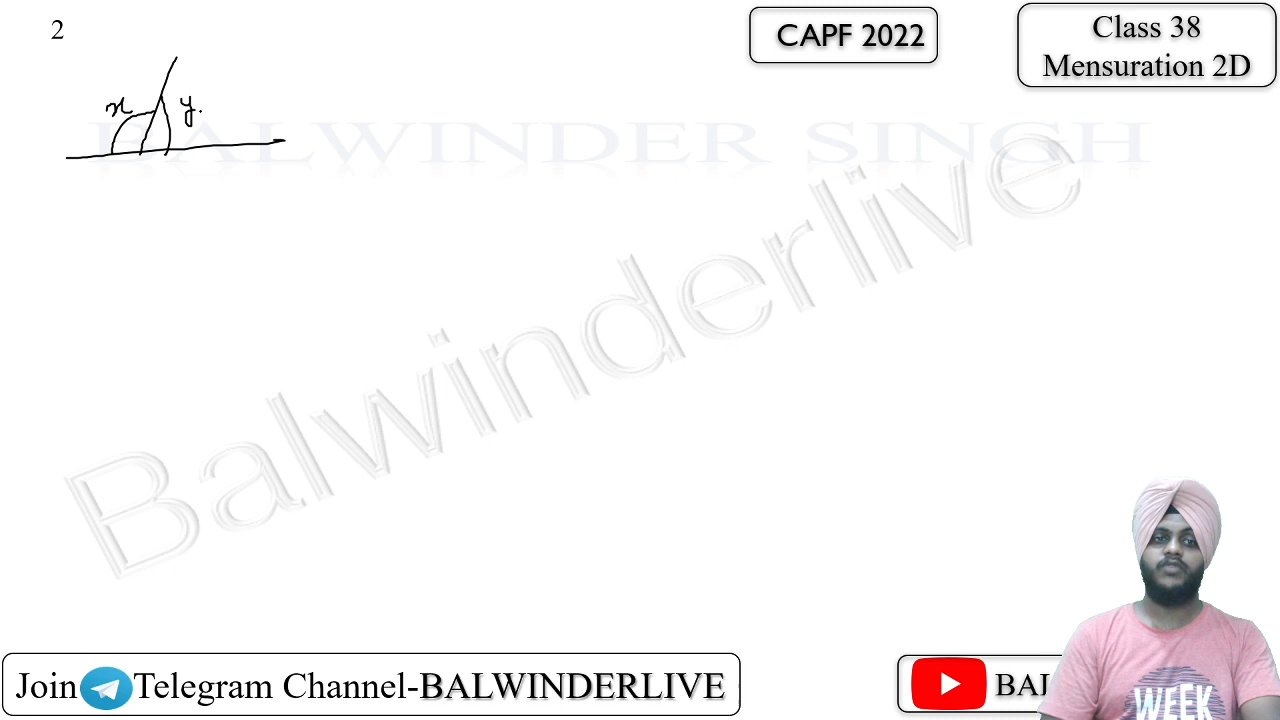 2
CAPF 2022
Class 38
Mensuration 2D
x y.
BALWINDER SINGH
Balwinderlive
Join Telegram Channel-BALWINDERLIVE
BAL
WEEK